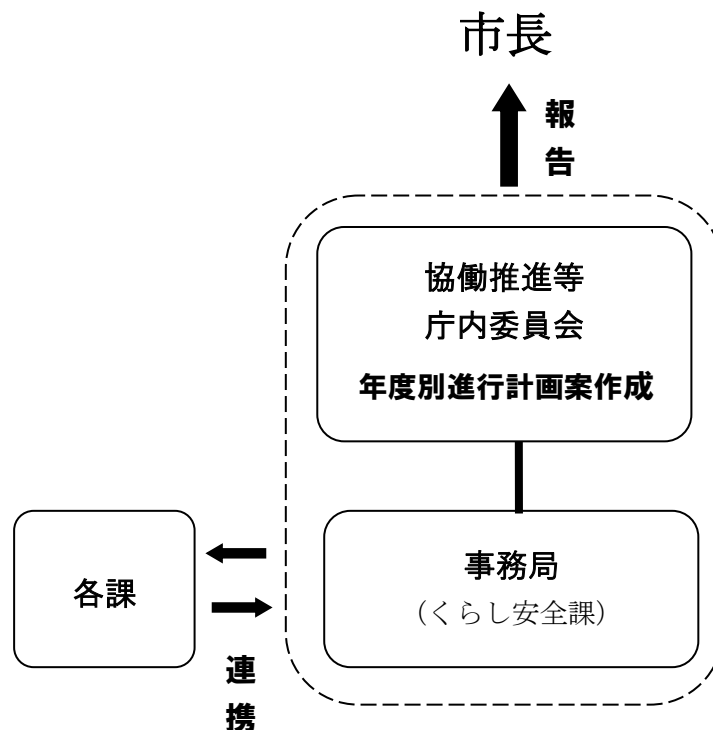 市長
報
告
協働推進等
庁内委員会
年度別進行計画案作成
各課
事務局
（くらし安全課）
連
携